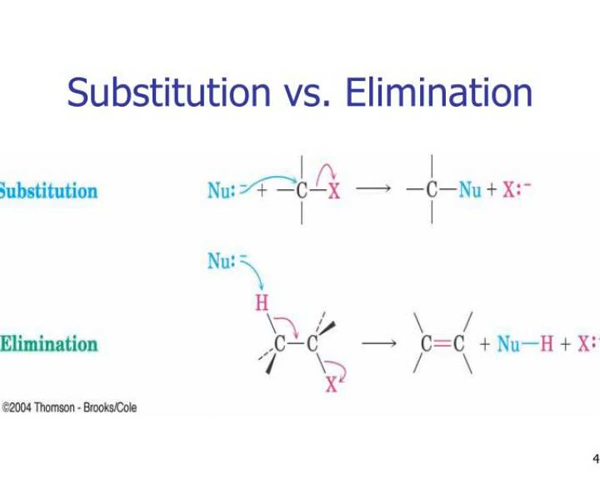 Substitution vs. Elimination
Substitution Nu:⁻ + —C—X ⟶ —C—Nu + X:⁻
Nu:⁻
H
Elimination C—C ⟶ C=C + Nu—H + X:
X
©2004 Thomson - Brooks/Cole
4